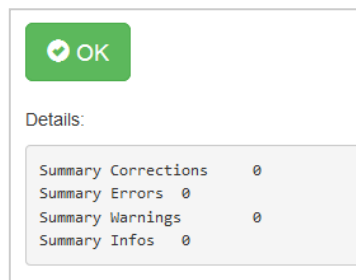 OK
Details:
Summary Corrections 0
Summary Errors 0
Summary Warnings 0
Summary Infos 0